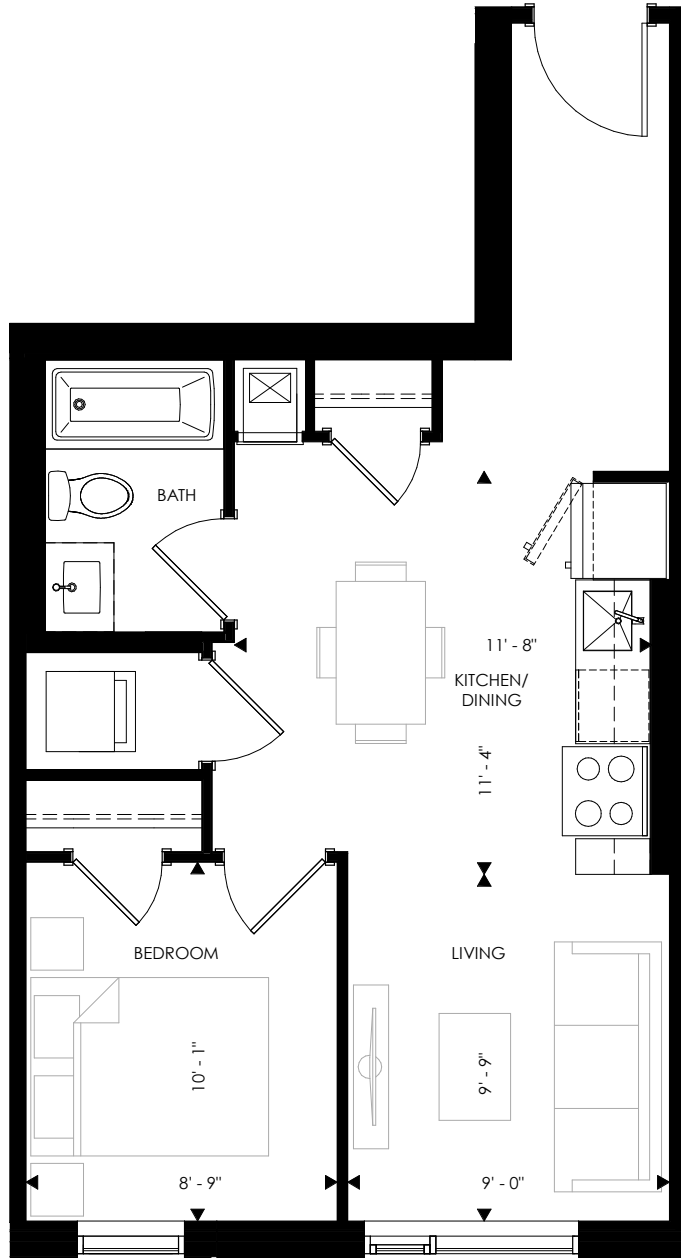 BATH
11' - 8"
KITCHEN/
DINING
11' - 4"
BEDROOM
LIVING
10' - 1"
9' - 9"
8' - 9"
9' - 0"